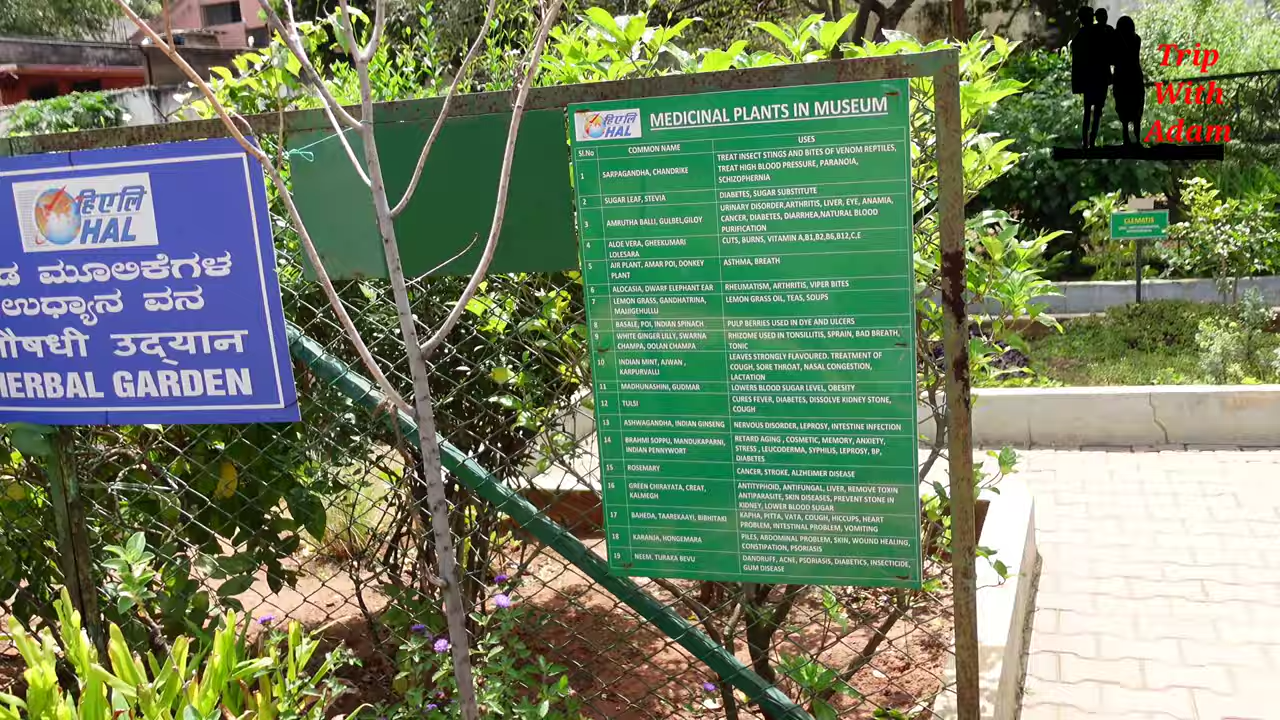 हिएलि
HAL
ಮೂಲಿಕೆಗಳ
ಉಧ್ಯಾನ ವನ
औषधी उद्यान
HERBAL GARDEN
हिएलि
HAL
MEDICINAL PLANTS IN MUSEUM
Sl.No COMMON NAME USES
1 SARPAGANDHA, CHANDRIKE TREAT INSECT STINGS AND BITES OF VENOM REPTILES,
TREAT HIGH BLOOD PRESSURE, PARANOIA,
SCHIZOPHERNIA
2 SUGAR LEAF, STEVIA DIABETES, SUGAR SUBSTITUTE
3 AMRUTHA BALLI, GULBEL,GILOY URINARY DISORDER,ARTHRITIS, LIVER, EYE, ANAMIA,
CANCER, DIABETES, DIARRHEA,NATURAL BLOOD
PURIFICATION
4 ALOE VERA, GHEEKUMARI CUTS, BURNS, VITAMIN A,B1,B2,B6,B12,C,E
LOLESARA
5 AIR PLANT, AMAR POI, DONKEY ASTHMA, BREATH
PLANT
6 ALOCASIA, DWARF ELEPHANT EAR RHEUMATISM, ARTHRITIS, VIPER BITES
7 LEMON GRASS, GANDHATRINA, LEMON GRASS OIL, TEAS, SOUPS
MAJJIGEHULLU
8 BASALE, POI, INDIAN SPINACH PULP BERRIES USED IN DYE AND ULCERS
9 WHITE GINGER LILLY, SWARNA RHIZOME USED IN TONSILITIS, SPRAIN, BAD BREATH,
CHAMPA, DOLAN CHAMPA TONIC
10 INDIAN MINT, AJWAN , LEAVES STRONGLY FLAVOURED. TREATMENT OF
KARPURVALLI COUGH, SORE THROAT, NASAL CONGESTION,
LACTATION
11 MADHUNASHINI, GUDMAR LOWERS BLOOD SUGAR LEVEL, OBESITY
12 TULSI CURES FEVER, DIABETES, DISSOLVE KIDNEY STONE,
COUGH
13 ASHWAGANDHA, INDIAN GINSENG NERVOUS DISORDER, LEPROSY, INTESTINE INFECTION
14 BRAHMI SOPPU, MANDUKAPARNI, RETARD AGING , COSMETIC, MEMORY, ANXIETY,
INDIAN PENNYWORT STRESS , LEUCODERMA, SYPHILIS, LEPROSY, BP,
DIABETES
15 ROSEMARY CANCER, STROKE, ALZHEIMER DISEASE
16 GREEN CHIRAYATA, CREAT, ANTITYPHOID, ANTIFUNGAL, LIVER, REMOVE TOXIN
KALMEGH ANTIPARASITE, SKIN DISEASES, PREVENT STONE IN
KIDNEY, LOWER BLOOD SUGAR
17 BAHEDA, TAAREKAAYI, BIBHITAKI KAPHA, PITTA, VATA, COUGH, HICCUPS, HEART
PROBLEM, INTESTINAL PROBLEM, VOMITING
18 KARANJA, HONGEMARA PILES, ABDOMINAL PROBLEM, SKIN, WOUND HEALING,
CONSTIPATION, PSORIASIS
19 NEEM, TURAKA BEVU DANDRUFF, ACNE, PSORIASIS, DIABETICS, INSECTICIDE,
GUM DISEASE
CLEMATIS
Trip
With
Adam